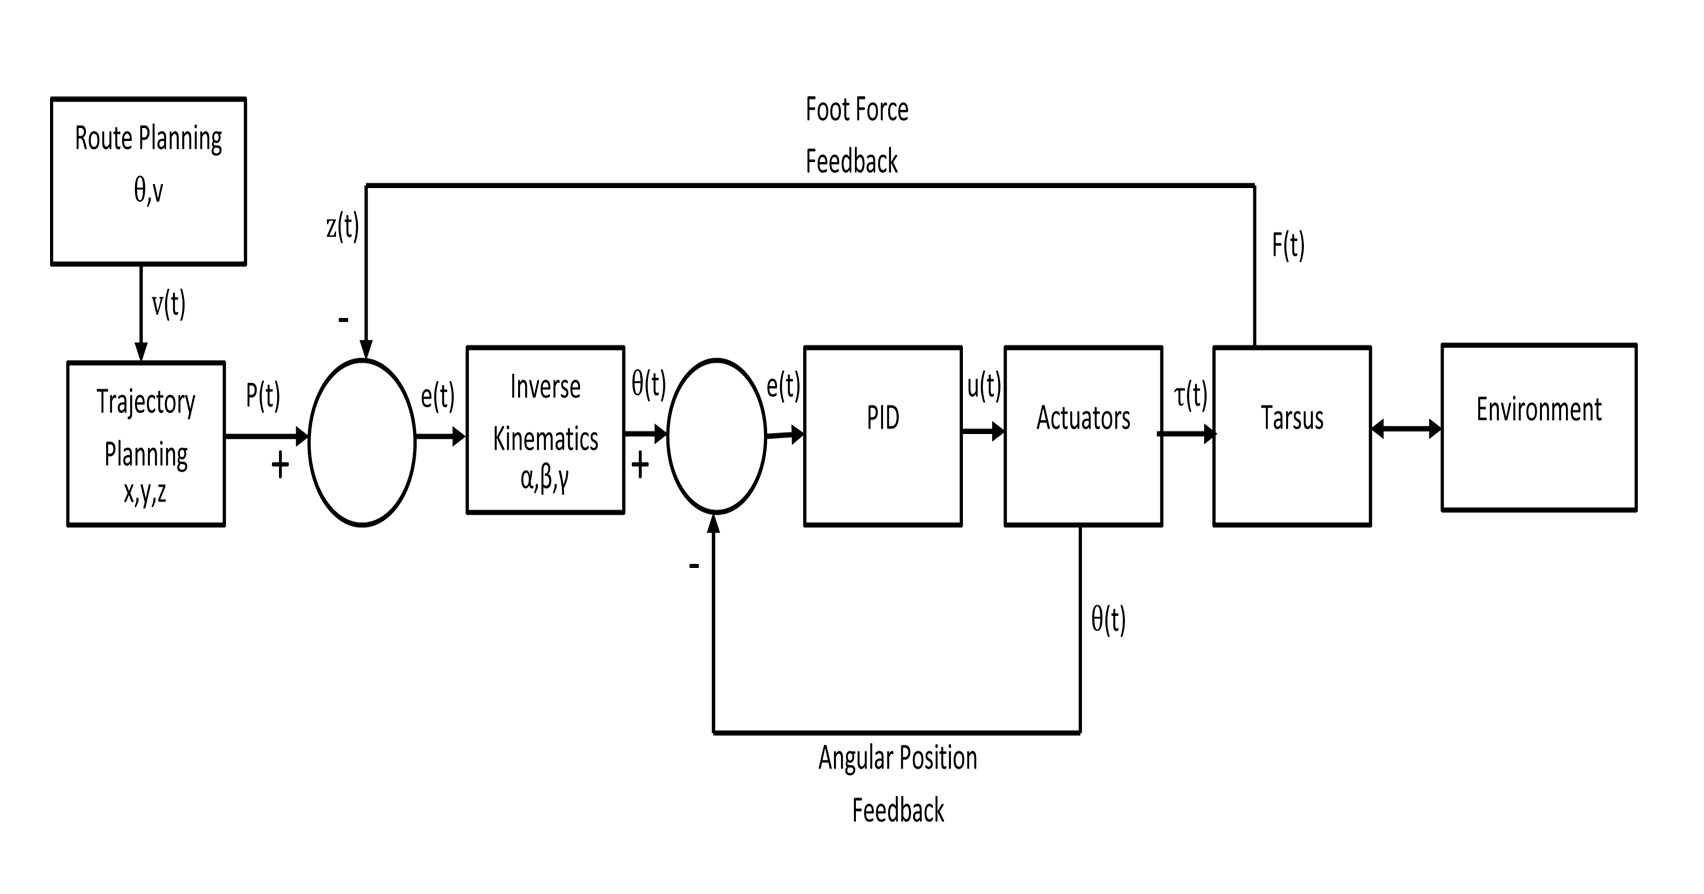 Foot Force
Feedback
Route Planning
θ,v
z(t)
F(t)
v(t)
-
Trajectory
Planning
x,y,z
P(t)
+
e(t)
Inverse
Kinematics
α,β,γ
θ(t)
+
e(t)
PID
u(t)
Actuators
τ(t)
Tarsus
Environment
-
θ(t)
Angular Position
Feedback